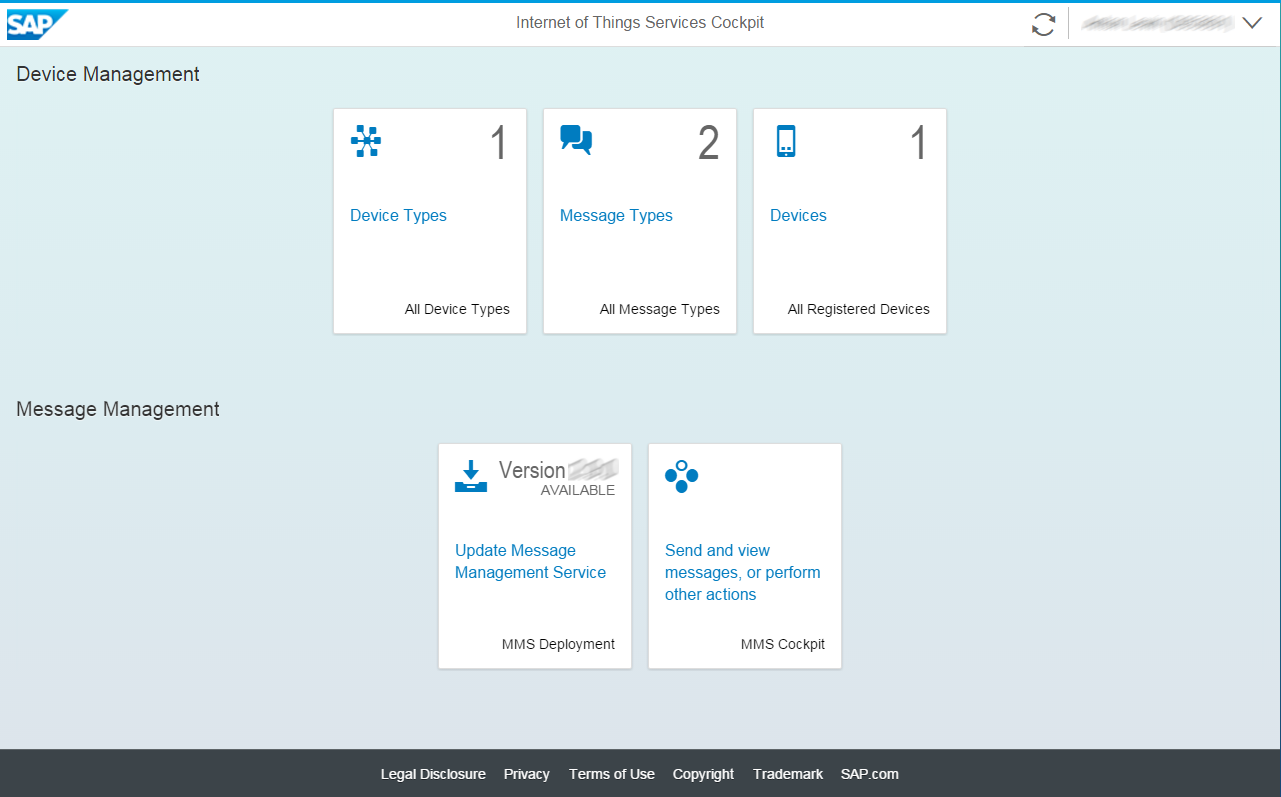 SAP
Internet of Things Services Cockpit
Device Management
1
Device Types
All Device Types
2
Message Types
All Message Types
1
Devices
All Registered Devices
Message Management
Version
AVAILABLE
Update Message
Management Service
MMS Deployment
Send and view
messages, or perform
other actions
MMS Cockpit
Legal Disclosure Privacy Terms of Use Copyright Trademark SAP.com